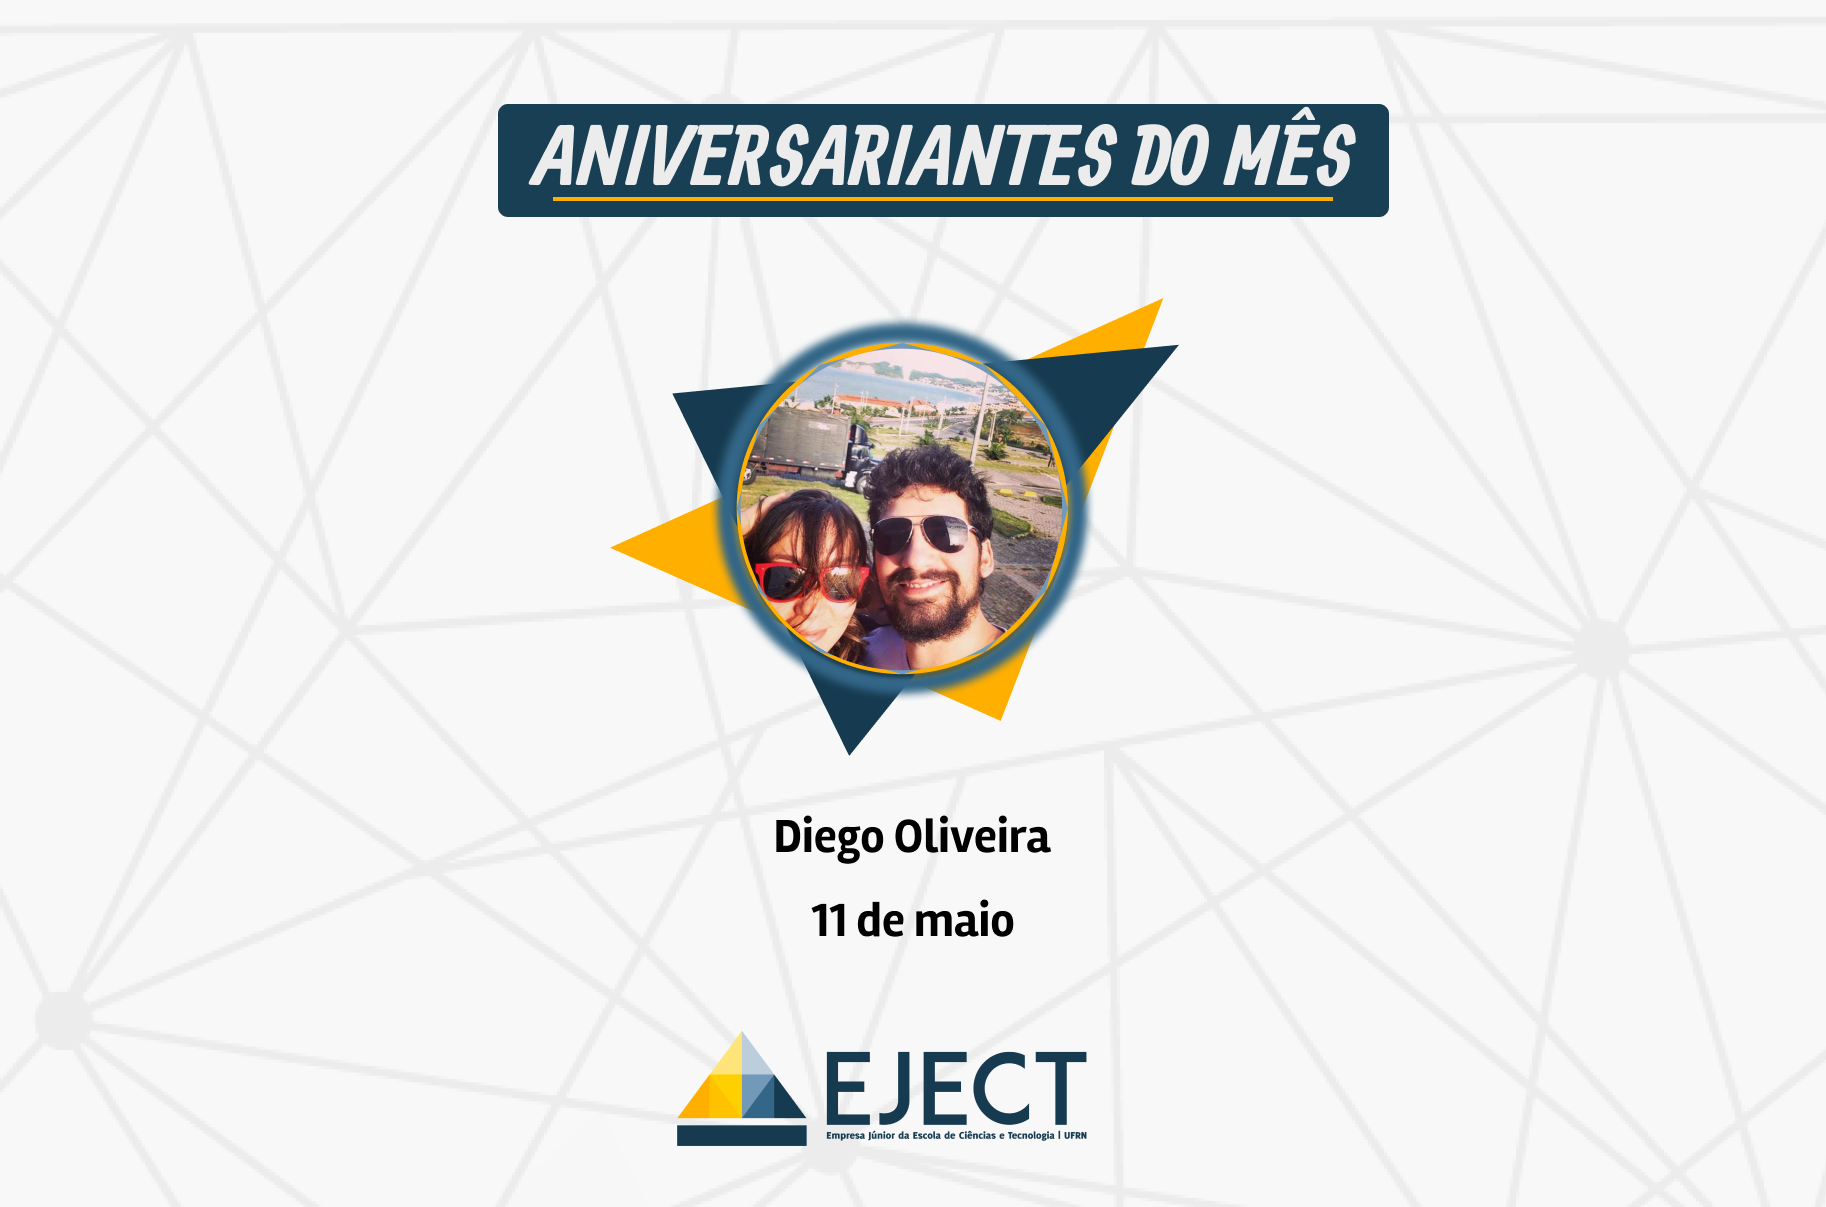 ANIVERSARIANTES DO MÊS
Diego Oliveira
11 de maio
EJECT
Empresa Júnior da Escola de Ciências e Tecnologia | UFRN